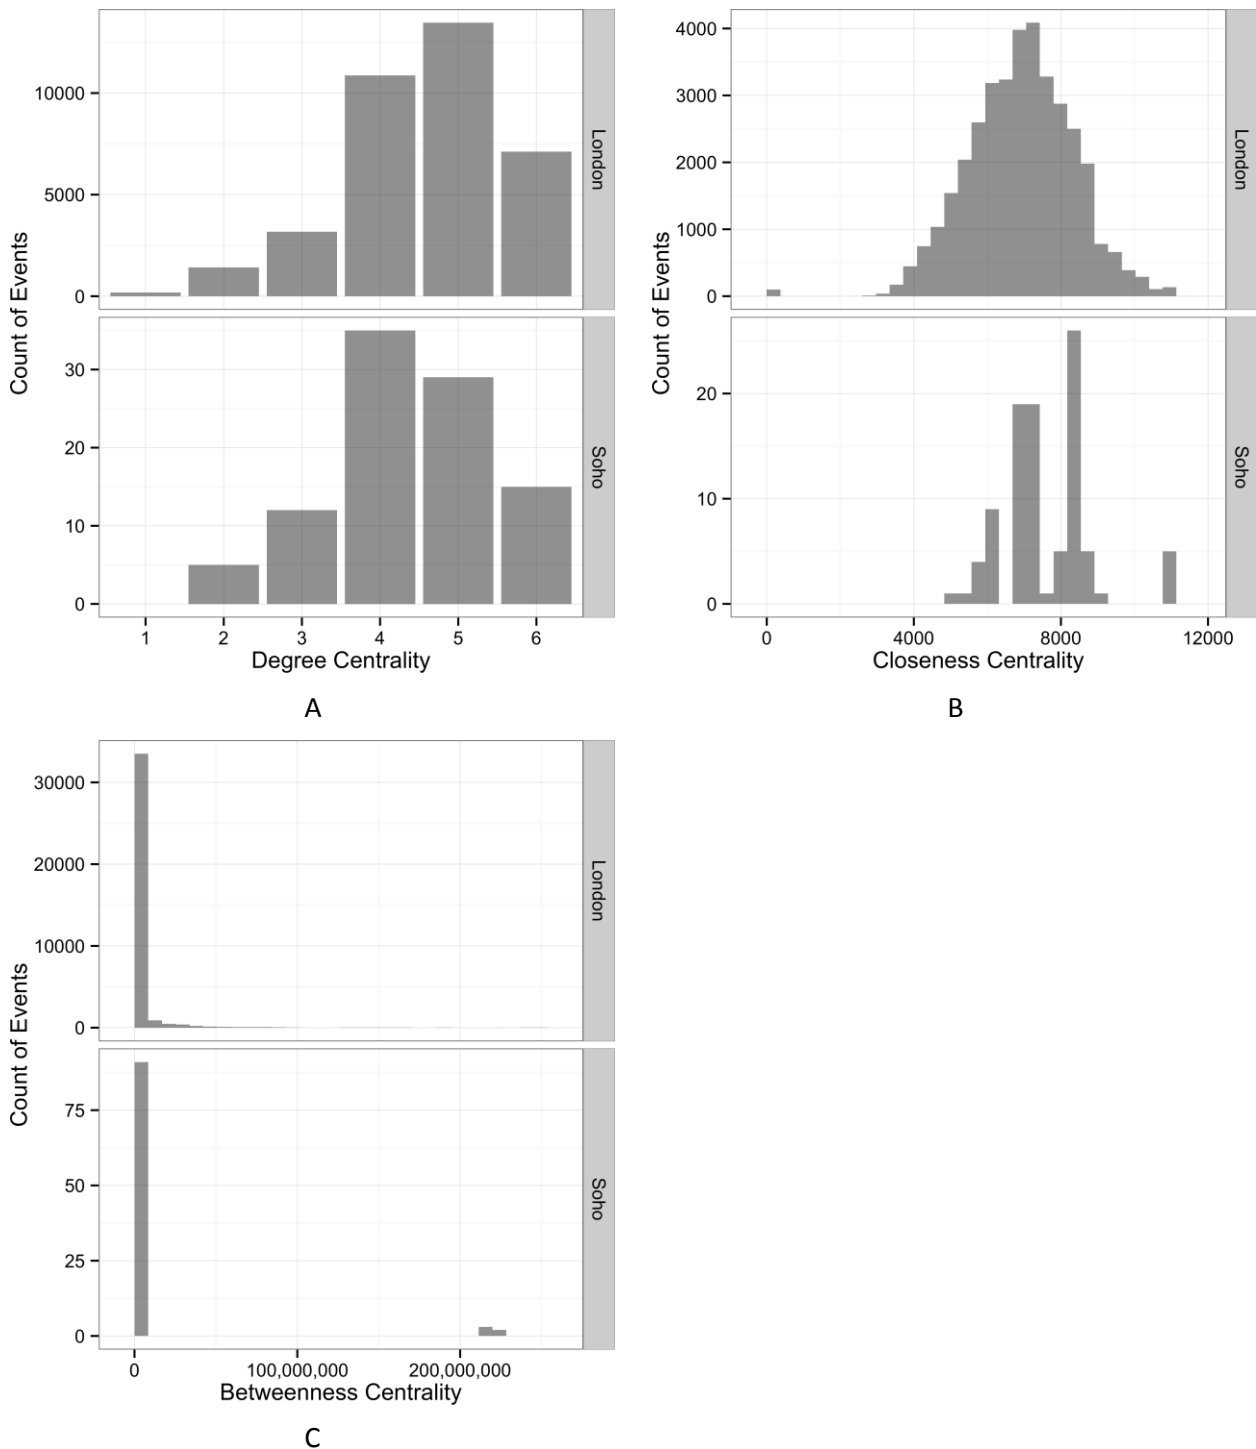 Count of Events
10000
5000
0
London
30
20
10
0
Soho
1 2 3 4 5 6
Degree Centrality
A
Count of Events
4000
3000
2000
1000
0
London
20
10
0
Soho
0 4000 8000 12000
Closeness Centrality
B
Count of Events
30000
20000
10000
0
London
75
50
25
0
Soho
0 100,000,000 200,000,000
Betweenness Centrality
C